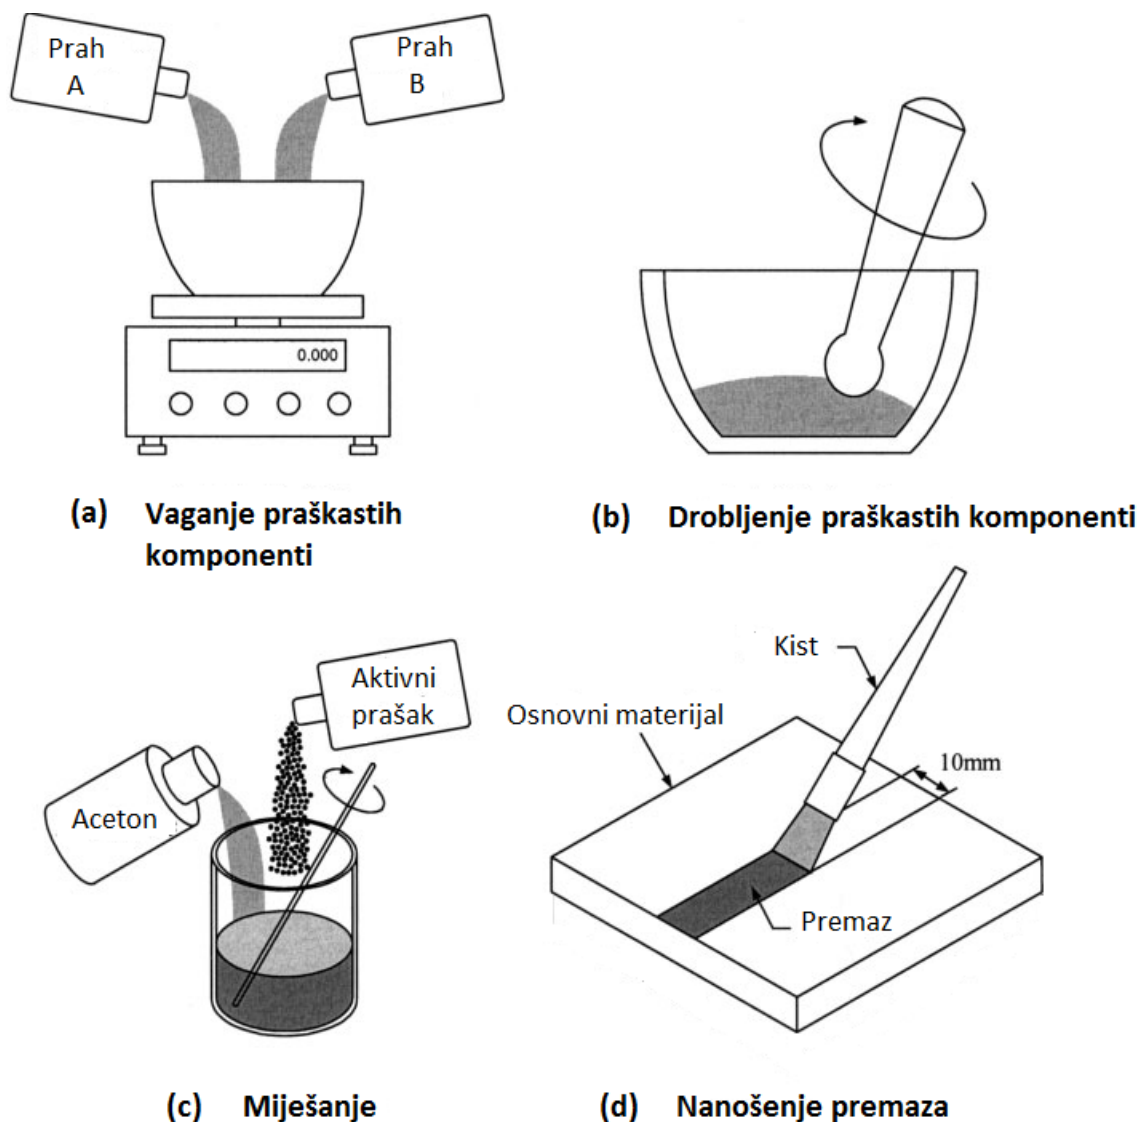 Prah
A
Prah
B
0.000
(a) Vaganje praškastih
komponenti
(b) Drobljenje praškastih komponenti
Aktivni
prašak
Aceton
(c) Miješanje
Kist
Osnovni materijal
10mm
Premaz
(d) Nanošenje premaza